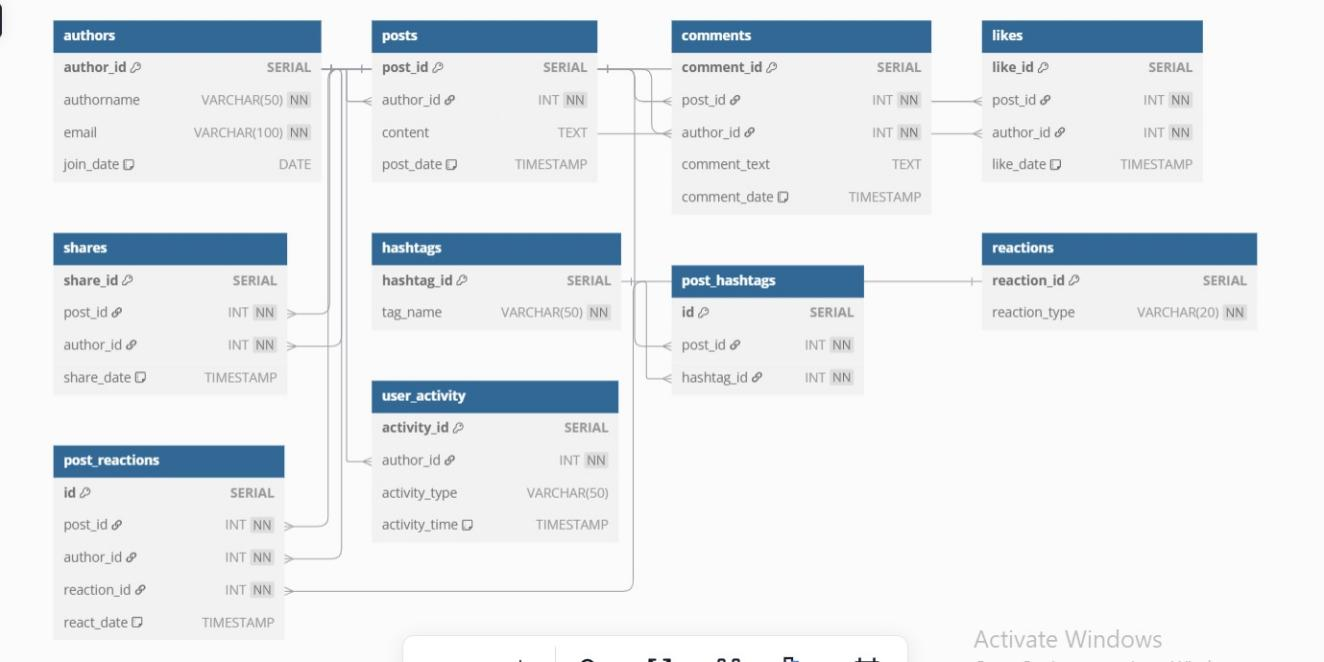 authors
author_id SERIAL
authorname VARCHAR(50) NN
email VARCHAR(100) NN
join_date DATE
posts
post_id SERIAL
author_id INT NN
content TEXT
post_date TIMESTAMP
comments
comment_id SERIAL
post_id INT NN
author_id INT NN
comment_text TEXT
comment_date TIMESTAMP
likes
like_id SERIAL
post_id INT NN
author_id INT NN
like_date TIMESTAMP
shares
share_id SERIAL
post_id INT NN
author_id INT NN
share_date TIMESTAMP
hashtags
hashtag_id SERIAL
tag_name VARCHAR(50) NN
post_hashtags
id SERIAL
post_id INT NN
hashtag_id INT NN
reactions
reaction_id SERIAL
reaction_type VARCHAR(20) NN
user_activity
activity_id SERIAL
author_id INT NN
activity_type VARCHAR(50)
activity_time TIMESTAMP
post_reactions
id SERIAL
post_id INT NN
author_id INT NN
reaction_id INT NN
react_date TIMESTAMP
Activate Windows